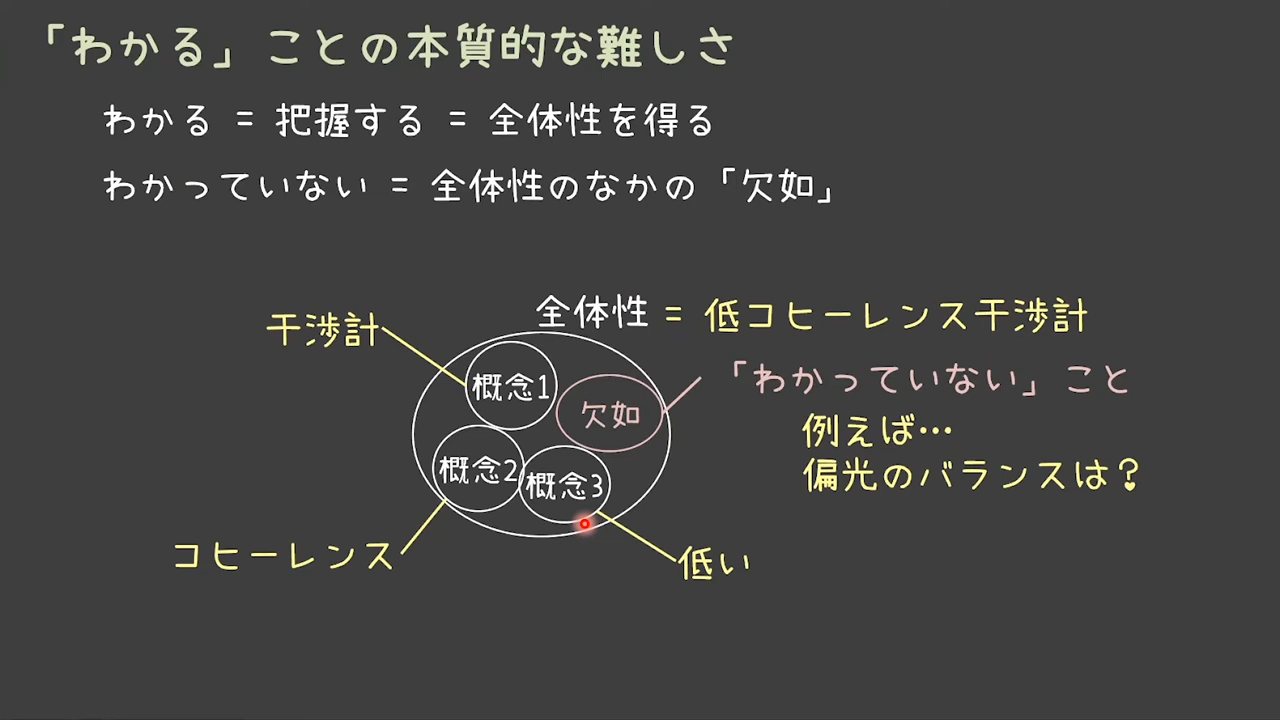 「わかる」ことの本質的な難しさ
わかる = 把握する = 全体性を得る
わかっていない = 全体性のなかの「欠如」
全体性 = 低コヒーレンス干渉計
干渉計
概念1
欠如
「わかっていない」こと
例えば…
偏光のバランスは？
概念2
概念3
コヒーレンス
低い